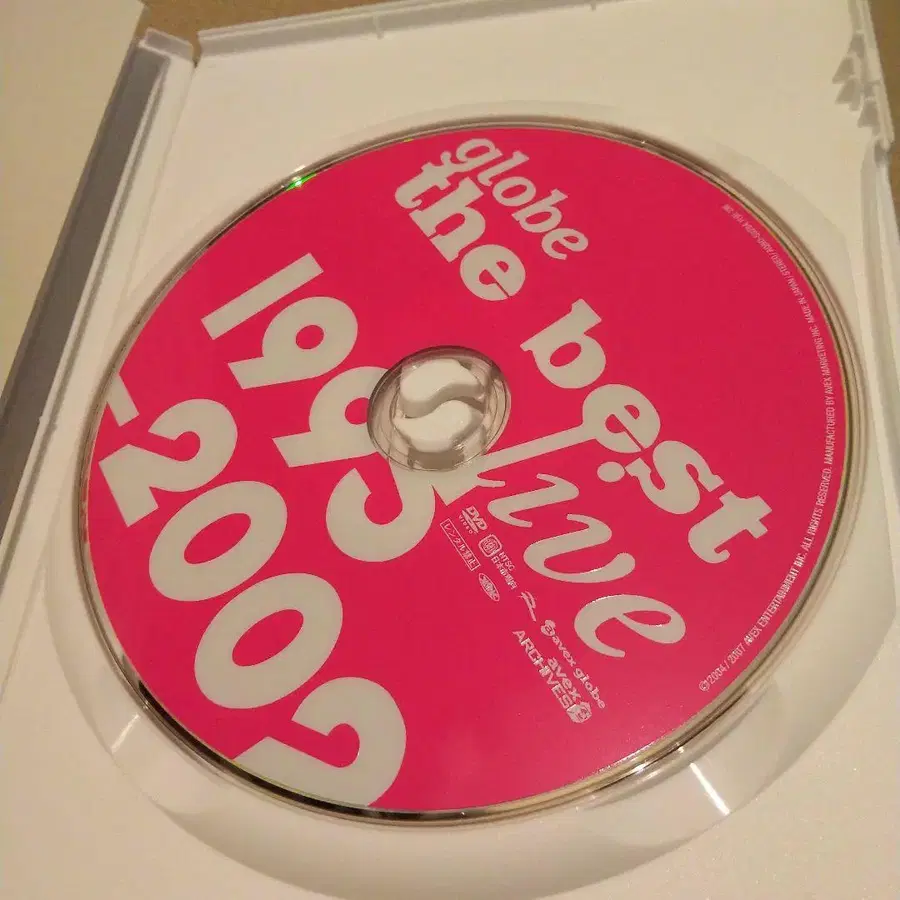 globe
the best
live
1995
-2002
DVD
VIDEO
NTSC
日本市場向
レンタル禁止
avex globe
avex
ARCHIVES
©2004 / 2007 AVEX ENTERTAINMENT INC. ALL RIGHTS RESERVED. MANUFACTURED BY AVEX MARKETING INC. MADE IN JAPAN / STEREO /